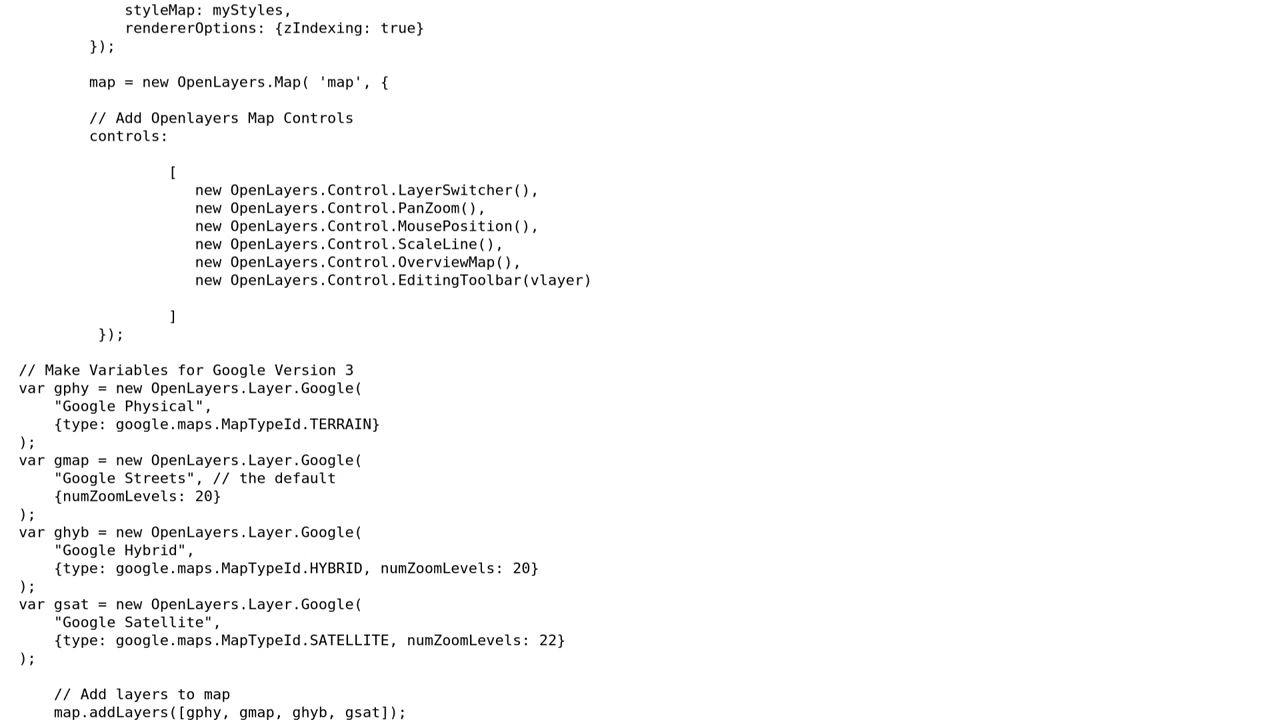 styleMap: myStyles,
rendererOptions: {zIndexing: true}
});
map = new OpenLayers.Map( 'map', {
// Add Openlayers Map Controls
controls:
[
new OpenLayers.Control.LayerSwitcher(),
new OpenLayers.Control.PanZoom(),
new OpenLayers.Control.MousePosition(),
new OpenLayers.Control.ScaleLine(),
new OpenLayers.Control.OverviewMap(),
new OpenLayers.Control.EditingToolbar(vlayer)
]
});
// Make Variables for Google Version 3
var gphy = new OpenLayers.Layer.Google(
"Google Physical",
{type: google.maps.MapTypeId.TERRAIN}
);
var gmap = new OpenLayers.Layer.Google(
"Google Streets", // the default
{numZoomLevels: 20}
);
var ghyb = new OpenLayers.Layer.Google(
"Google Hybrid",
{type: google.maps.MapTypeId.HYBRID, numZoomLevels: 20}
);
var gsat = new OpenLayers.Layer.Google(
"Google Satellite",
{type: google.maps.MapTypeId.SATELLITE, numZoomLevels: 22}
);
// Add layers to map
map.addLayers([gphy, gmap, ghyb, gsat]);